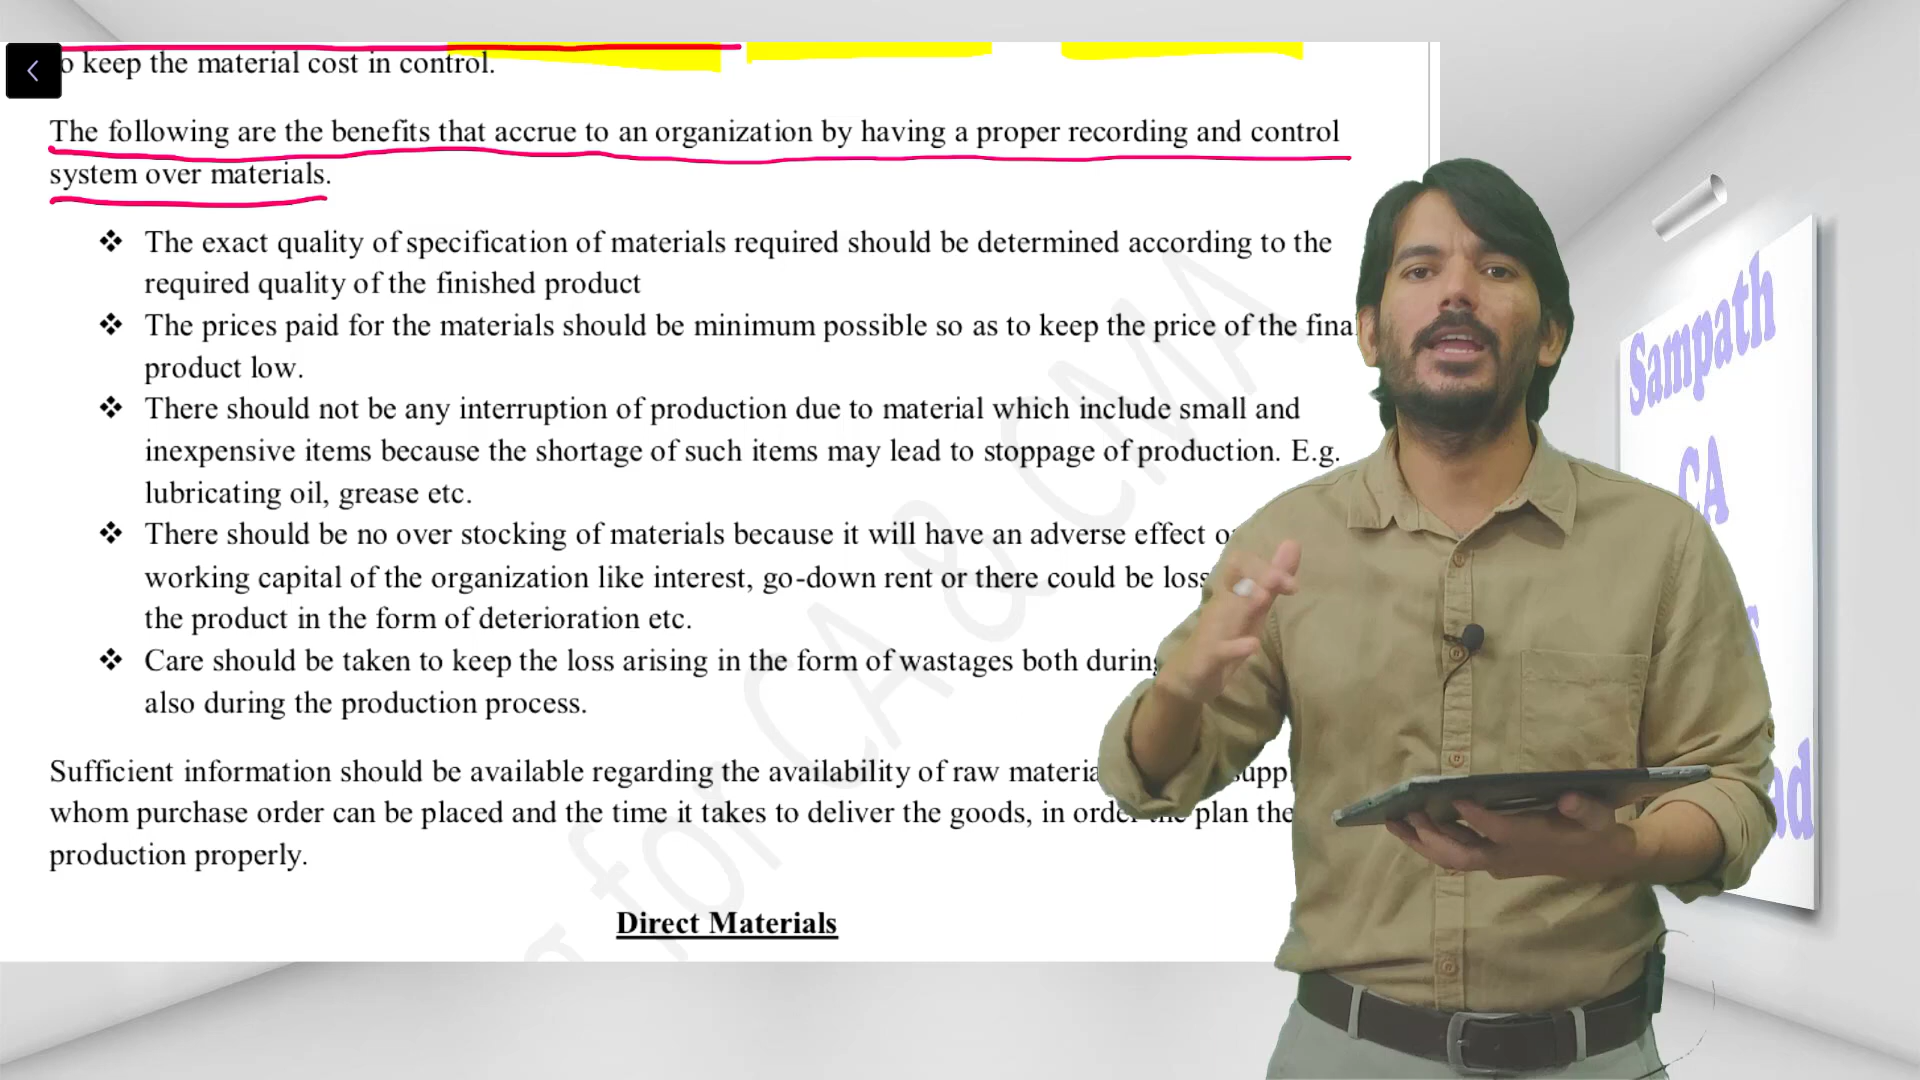 o keep the material cost in control.
The following are the benefits that accrue to an organization by having a proper recording and control
system over materials.
❖ The exact quality of specification of materials required should be determined according to the
required quality of the finished product
❖ The prices paid for the materials should be minimum possible so as to keep the price of the fina
product low.
❖ There should not be any interruption of production due to material which include small and
inexpensive items because the shortage of such items may lead to stoppage of production. E.g.
lubricating oil, grease etc.
❖ There should be no over stocking of materials because it will have an adverse effect o
working capital of the organization like interest, go-down rent or there could be loss
the product in the form of deterioration etc.
❖ Care should be taken to keep the loss arising in the form of wastages both during
also during the production process.
Sufficient information should be available regarding the availability of raw materia supp
whom purchase order can be placed and the time it takes to deliver the goods, in order the plan the
production properly.
Direct Materials
for CA & CMA
Sampath
CA